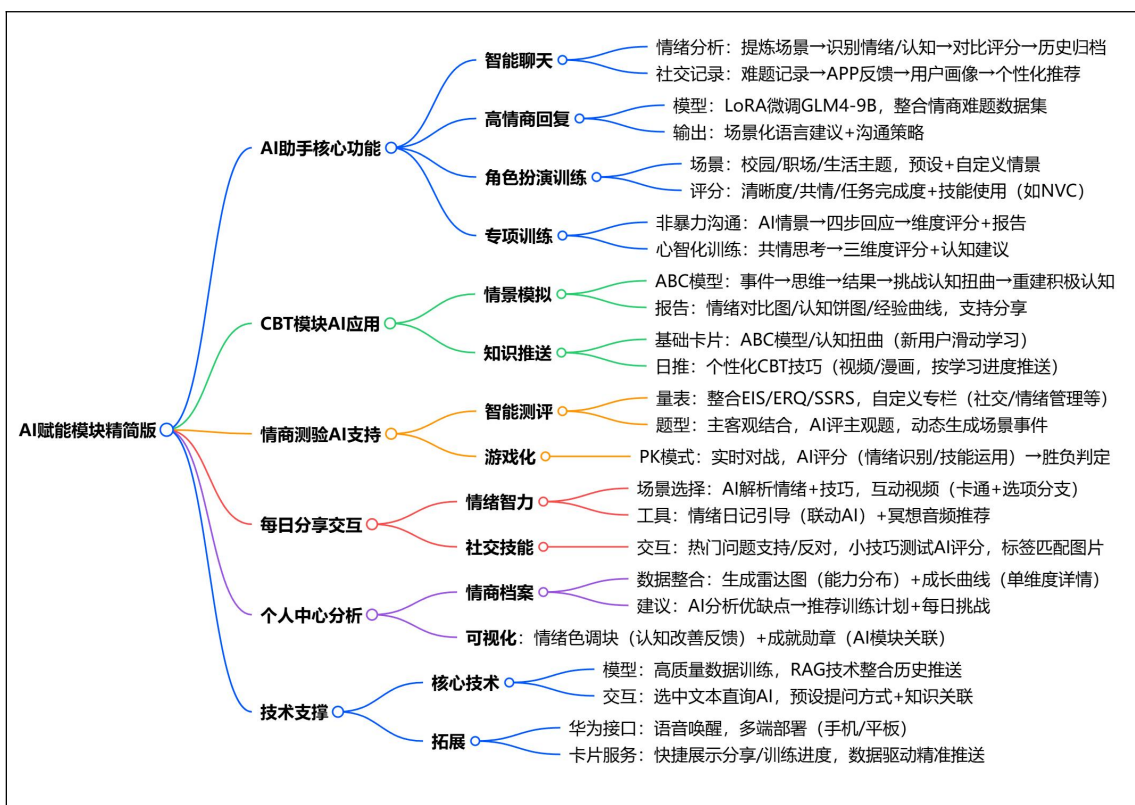 AI赋能模块精简版
AI助手核心功能
智能聊天
情绪分析：提炼场景→识别情绪/认知→对比评分→历史归档
社交记录：难题记录→APP反馈→用户画像→个性化推荐
高情商回复
模型：LoRA微调GLM4-9B，整合情商难题数据集
输出：场景化语言建议+沟通策略
角色扮演训练
场景：校园/职场/生活主题，预设+自定义情景
评分：清晰度/共情/任务完成度+技能使用（如NVC）
专项训练
非暴力沟通：AI情景→四步回应→维度评分+报告
心智化训练：共情思考→三维度评分+认知建议
CBT模块AI应用
情景模拟
ABC模型：事件→思维→结果→挑战认知扭曲→重建积极认知
报告：情绪对比图/认知饼图/经验曲线，支持分享
知识推送
基础卡片：ABC模型/认知扭曲（新用户滑动学习）
日推：个性化CBT技巧（视频/漫画，按学习进度推送）
情商测验AI支持
智能测评
量表：整合EIS/ERQ/SSRS，自定义专栏（社交/情绪管理等）
题型：主客观结合，AI评主观题，动态生成场景事件
游戏化
PK模式：实时对战，AI评分（情绪识别/技能运用）→胜负判定
每日分享交互
情绪智力
场景选择：AI解析情绪+技巧，互动视频（卡通+选项分支）
工具：情绪日记引导（联动AI）+冥想音频推荐
社交技能
交互：热门问题支持/反对，小技巧测试AI评分，标签匹配图片
个人中心分析
情商档案
数据整合：生成雷达图（能力分布）+成长曲线（单维度详情）
建议：AI分析优缺点→推荐训练计划+每日挑战
可视化：情绪色调块（认知改善反馈）+成就勋章（AI模块关联）
技术支撑
核心技术
模型：高质量数据训练，RAG技术整合历史推送
交互：选中文本直询AI，预设提问方式+知识关联
拓展
华为接口：语音唤醒，多端部署（手机/平板）
卡片服务：快捷展示分享/训练进度，数据驱动精准推送